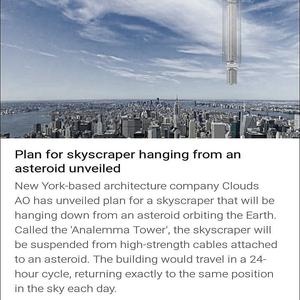 Plan for skyscraper hanging from an
asteroid unveiled
New York-based architecture company Clouds
AO has unveiled plan for a skyscraper that will be
hanging down from an asteroid orbiting the Earth.
Called the 'Analemma Tower', the skyscraper will
be suspended from high-strength cables attached
to an asteroid. The building would travel in a 24-
hour cycle, returning exactly to the same position
in the sky each day.